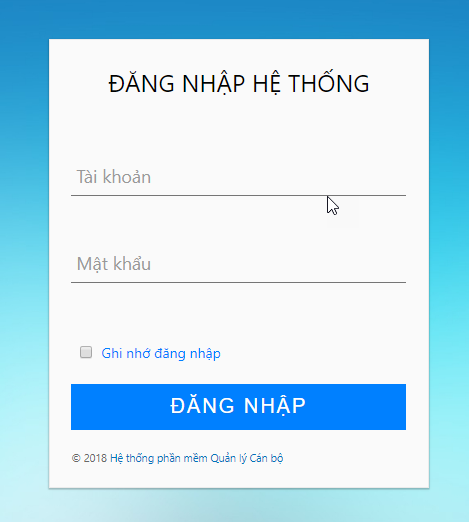 ĐĂNG NHẬP HỆ THỐNG
Tài khoản
Mật khẩu
Ghi nhớ đăng nhập
ĐĂNG NHẬP
© 2018 Hệ thống phần mềm Quản lý Cán bộ